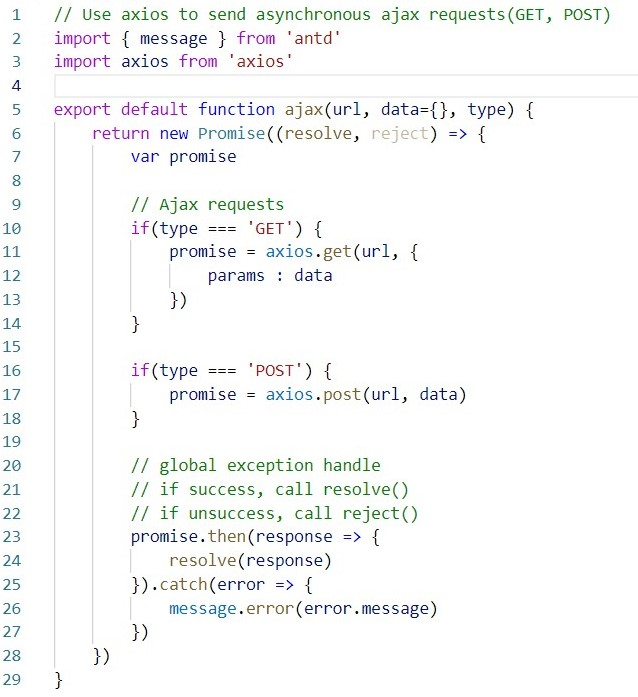 1 // Use axios to send asynchronous ajax requests(GET, POST)
2 import { message } from 'antd'
3 import axios from 'axios'
4
5 export default function ajax(url, data={}, type) {
6     return new Promise((resolve, reject) => {
7         var promise
8
9         // Ajax requests
10         if(type === 'GET') {
11             promise = axios.get(url, {
12                 params : data
13             })
14         }
15
16         if(type === 'POST') {
17             promise = axios.post(url, data)
18         }
19
20         // global exception handle
21         // if success, call resolve()
22         // if unsuccess, call reject()
23         promise.then(response => {
24             resolve(response)
25         }).catch(error => {
26             message.error(error.message)
27         })
28     })
29 }